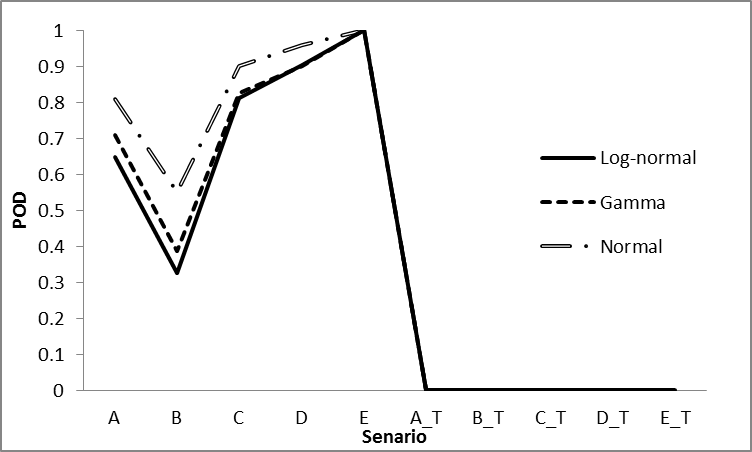 1
0.9
0.8
0.7
0.6
0.5
0.4
0.3
0.2
0.1
0
POD
A B C D E A_T B_T C_T D_T E_T
Senario
Log-normal
Gamma
Normal